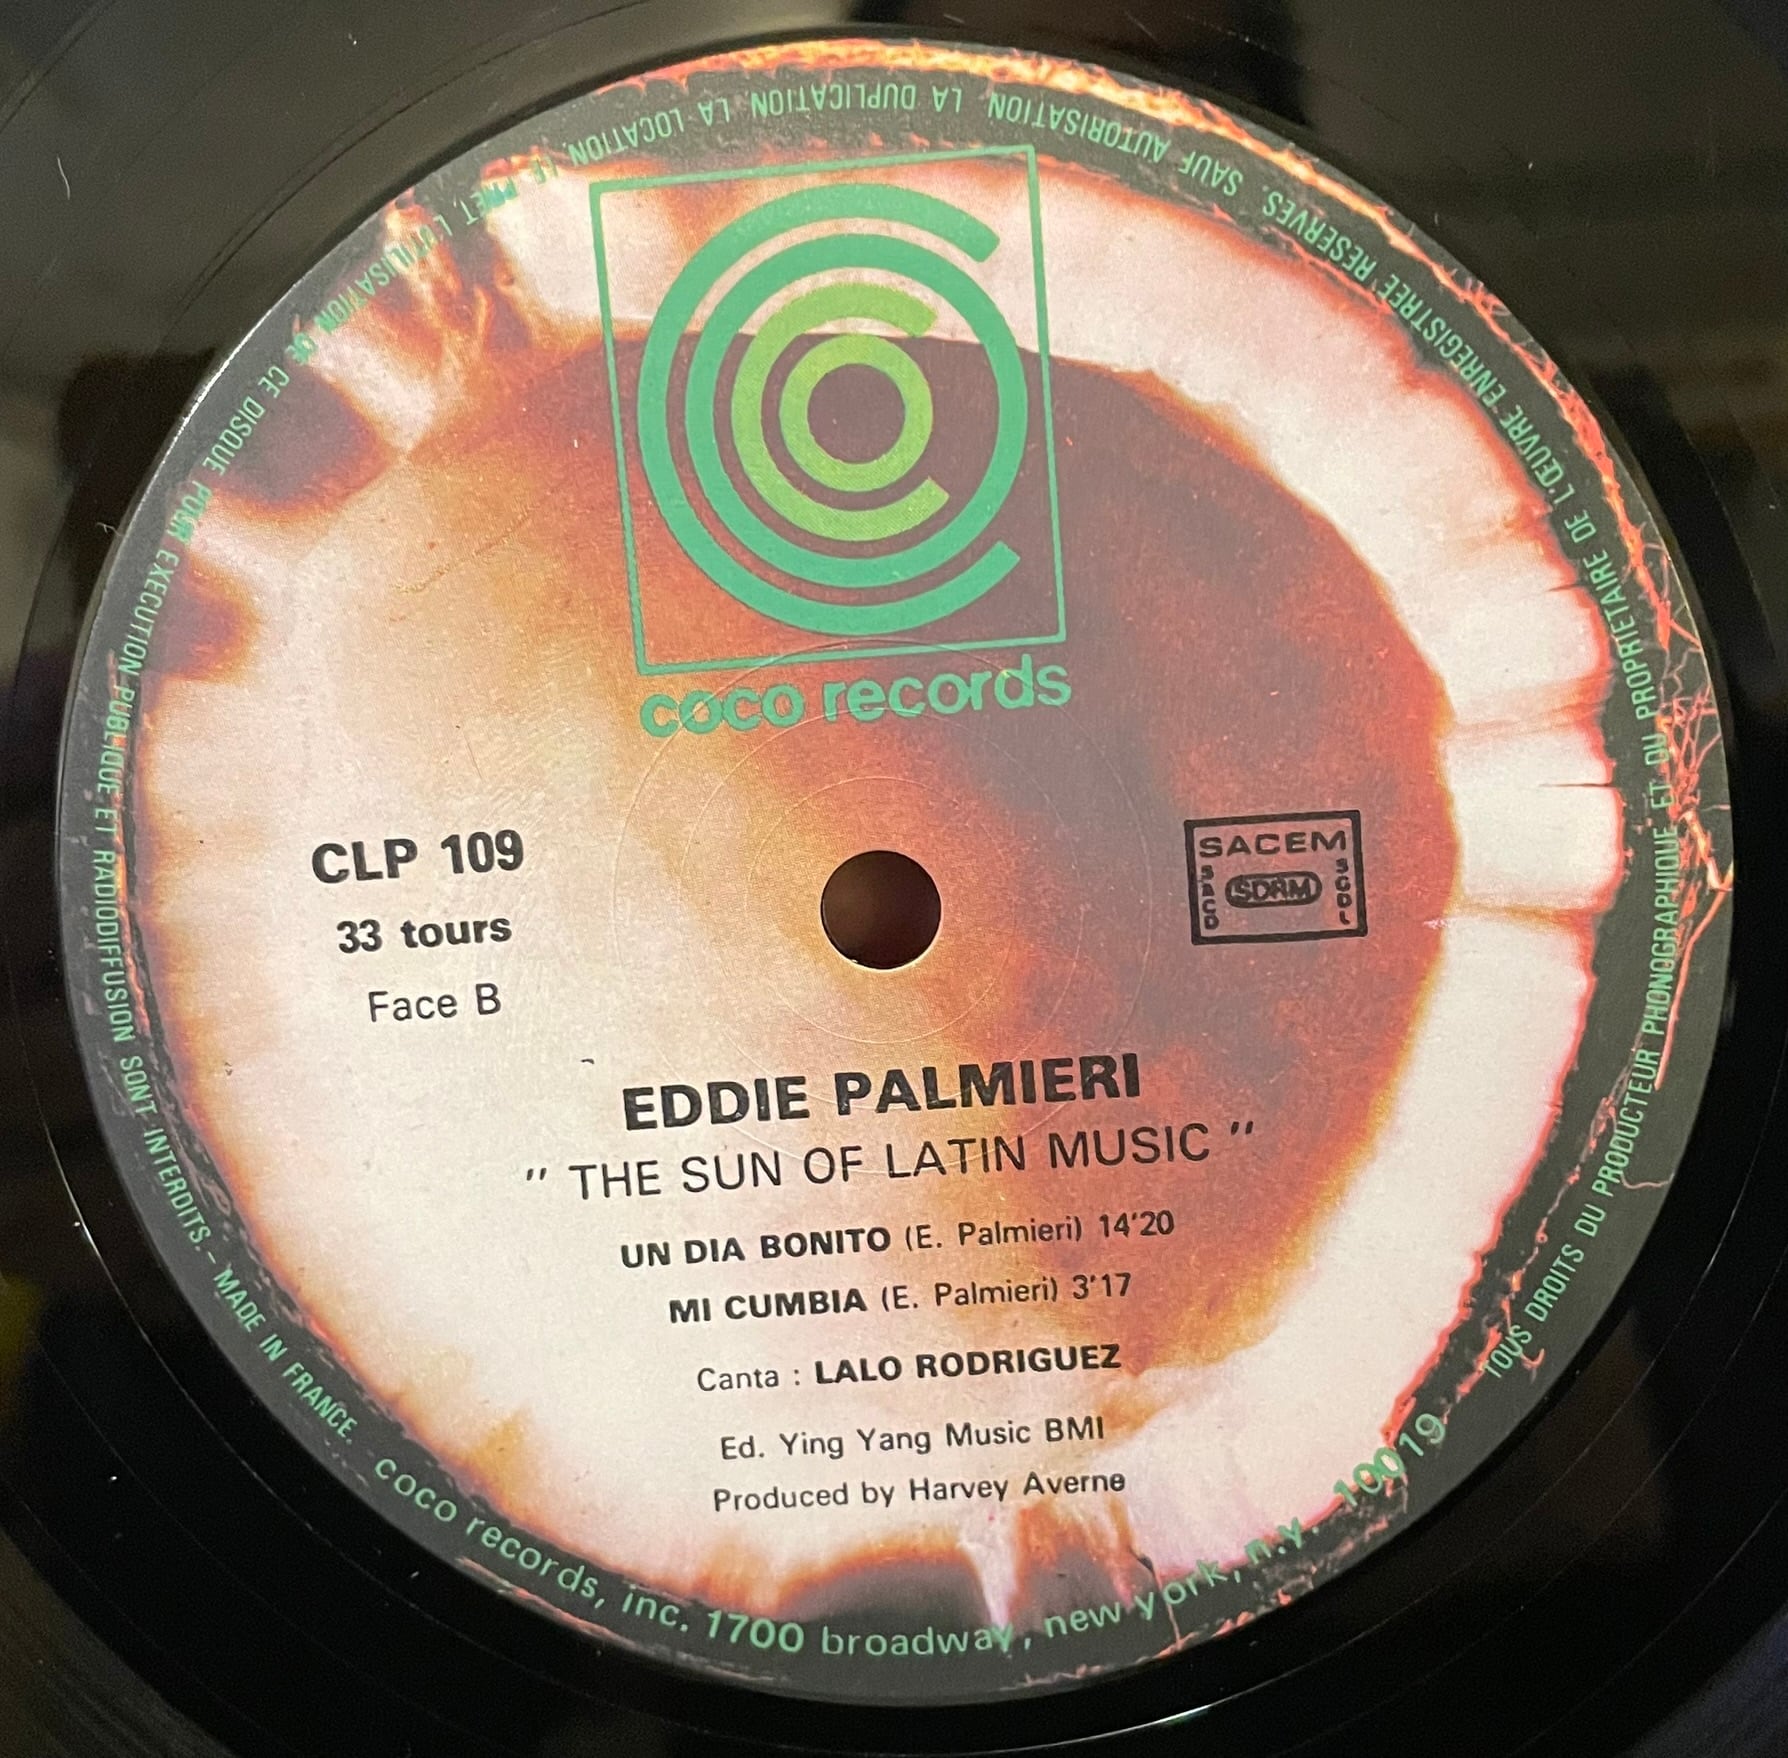 coco records
CLP 109
33 tours
Face B
SACEM
SACD
SDRM
SGDL
EDDIE PALMIERI
" THE SUN OF LATIN MUSIC "
UN DIA BONITO (E. Palmieri) 14'20
MI CUMBIA (E. Palmieri) 3'17
Canta : LALO RODRIGUEZ
Ed. Ying Yang Music BMI
Produced by Harvey Averne
TOUS DROITS DU PRODUCTEUR PHONOGRAPHIQUE ET DU PROPRIETAIRE DE L'ŒUVRE ENREGISTREE RESERVES. SAUF AUTORISATION LA DUPLICATION, LA LOCATION, LE PRET, L'UTILISATION DE CE DISQUE POUR EXECUTION PUBLIQUE ET RADIODIFFUSION SONT INTERDITS. - MADE IN FRANCE.
coco records, inc. 1700 broadway, new york, n.y. 10019